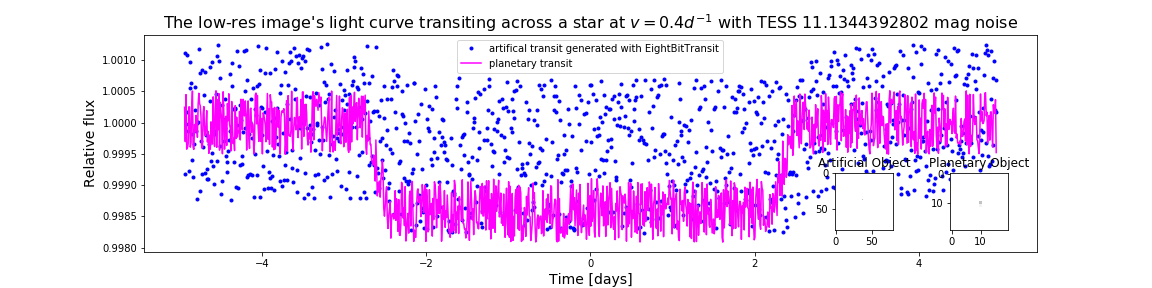 The low-res image's light curve transiting across a star at v = 0.4d⁻¹ with TESS 11.1344392802 mag noise
artifical transit generated with EightBitTransit
planetary transit
Relative flux
1.0010
1.0005
1.0000
0.9995
0.9990
0.9985
0.9980
Artificial Object
0
50
0 50
Planetary Object
0
10
0 10
−4 −2 0 2 4
Time [days]